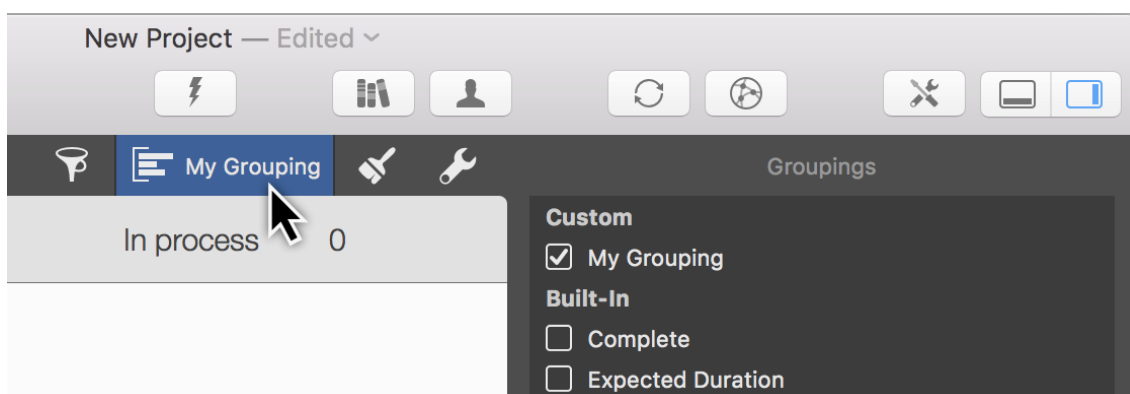 New Project — Edited
My Grouping
Groupings
In process 0
Custom
My Grouping
Built-In
Complete
Expected Duration